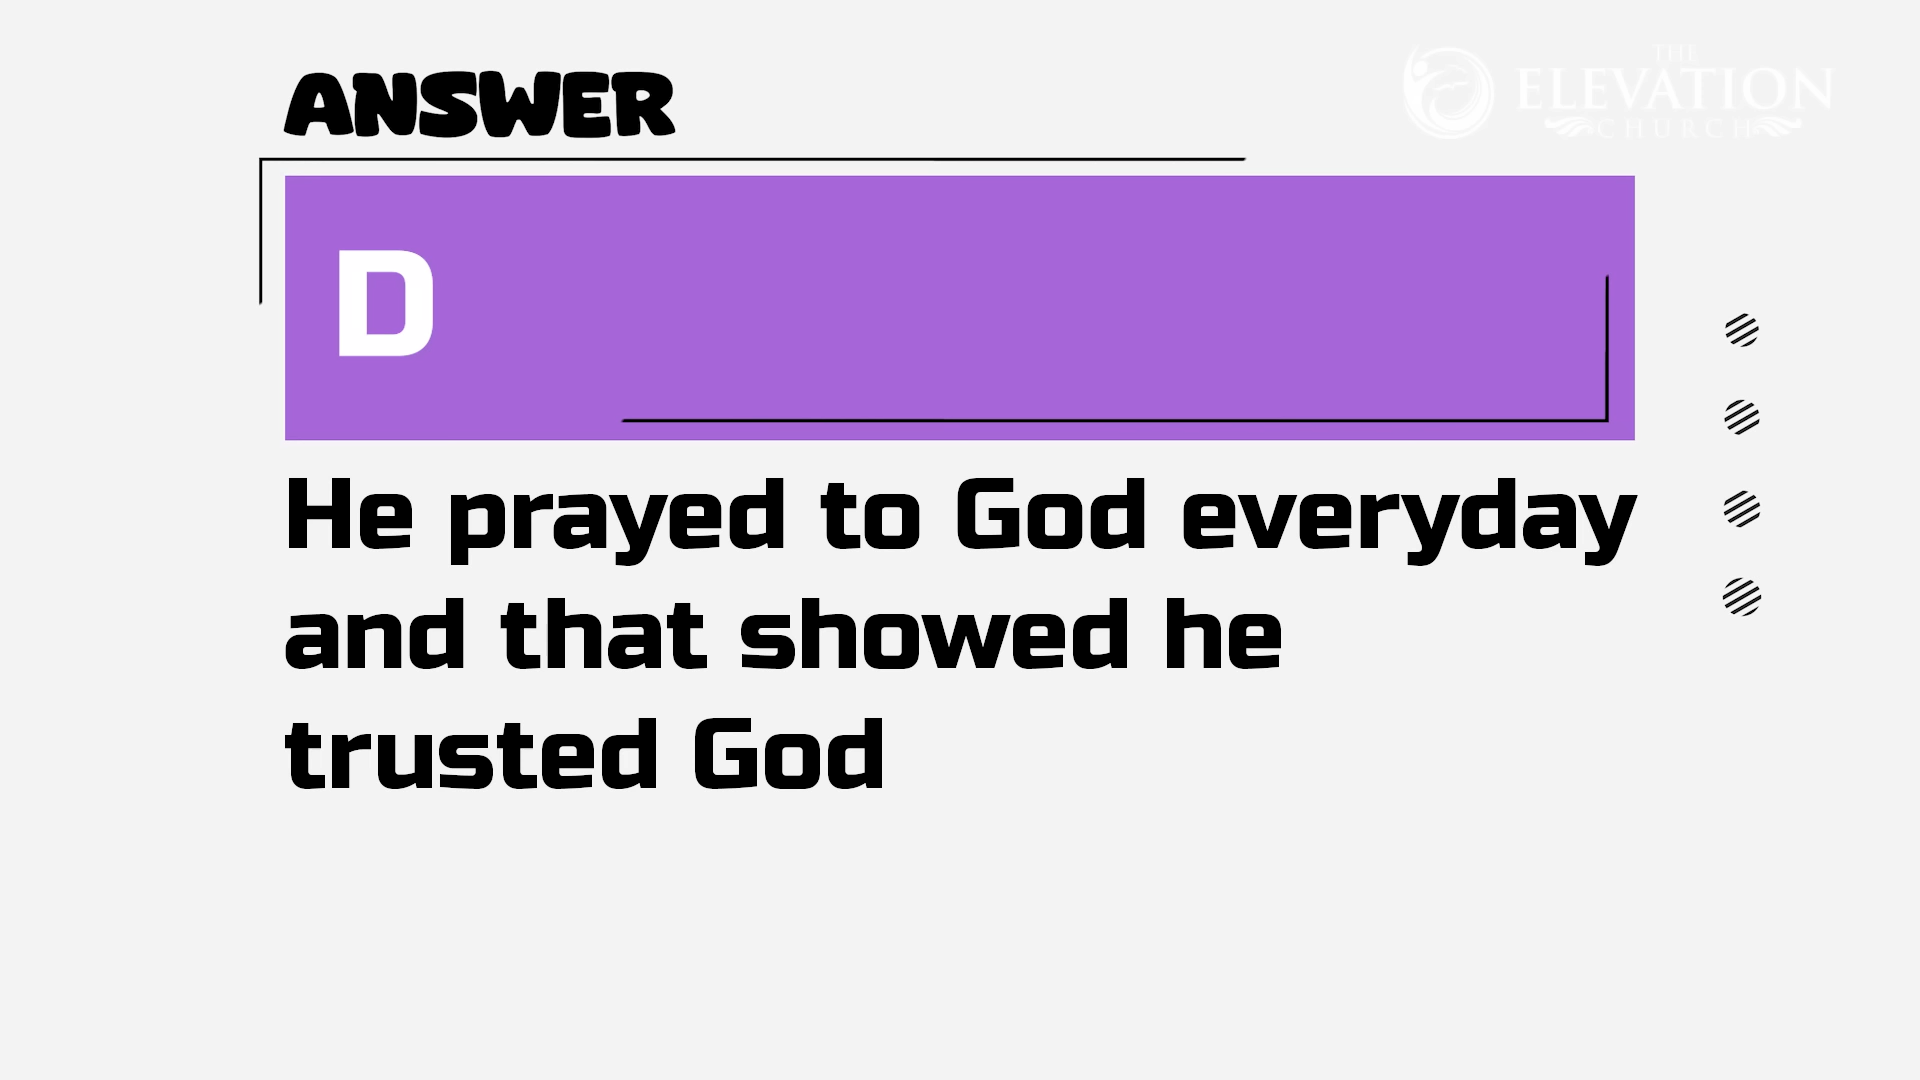 ANSWER
THE
ELEVATION
CHURCH
D
He prayed to God everyday
and that showed he
trusted God